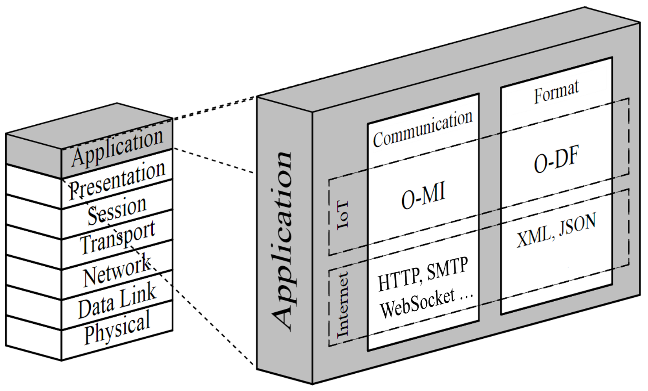 Application
Presentation
Session
Transport
Network
Data Link
Physical
Application
Communication
Format
IoT
O-MI
O-DF
Internet
HTTP, SMTP
WebSocket ...
XML, JSON